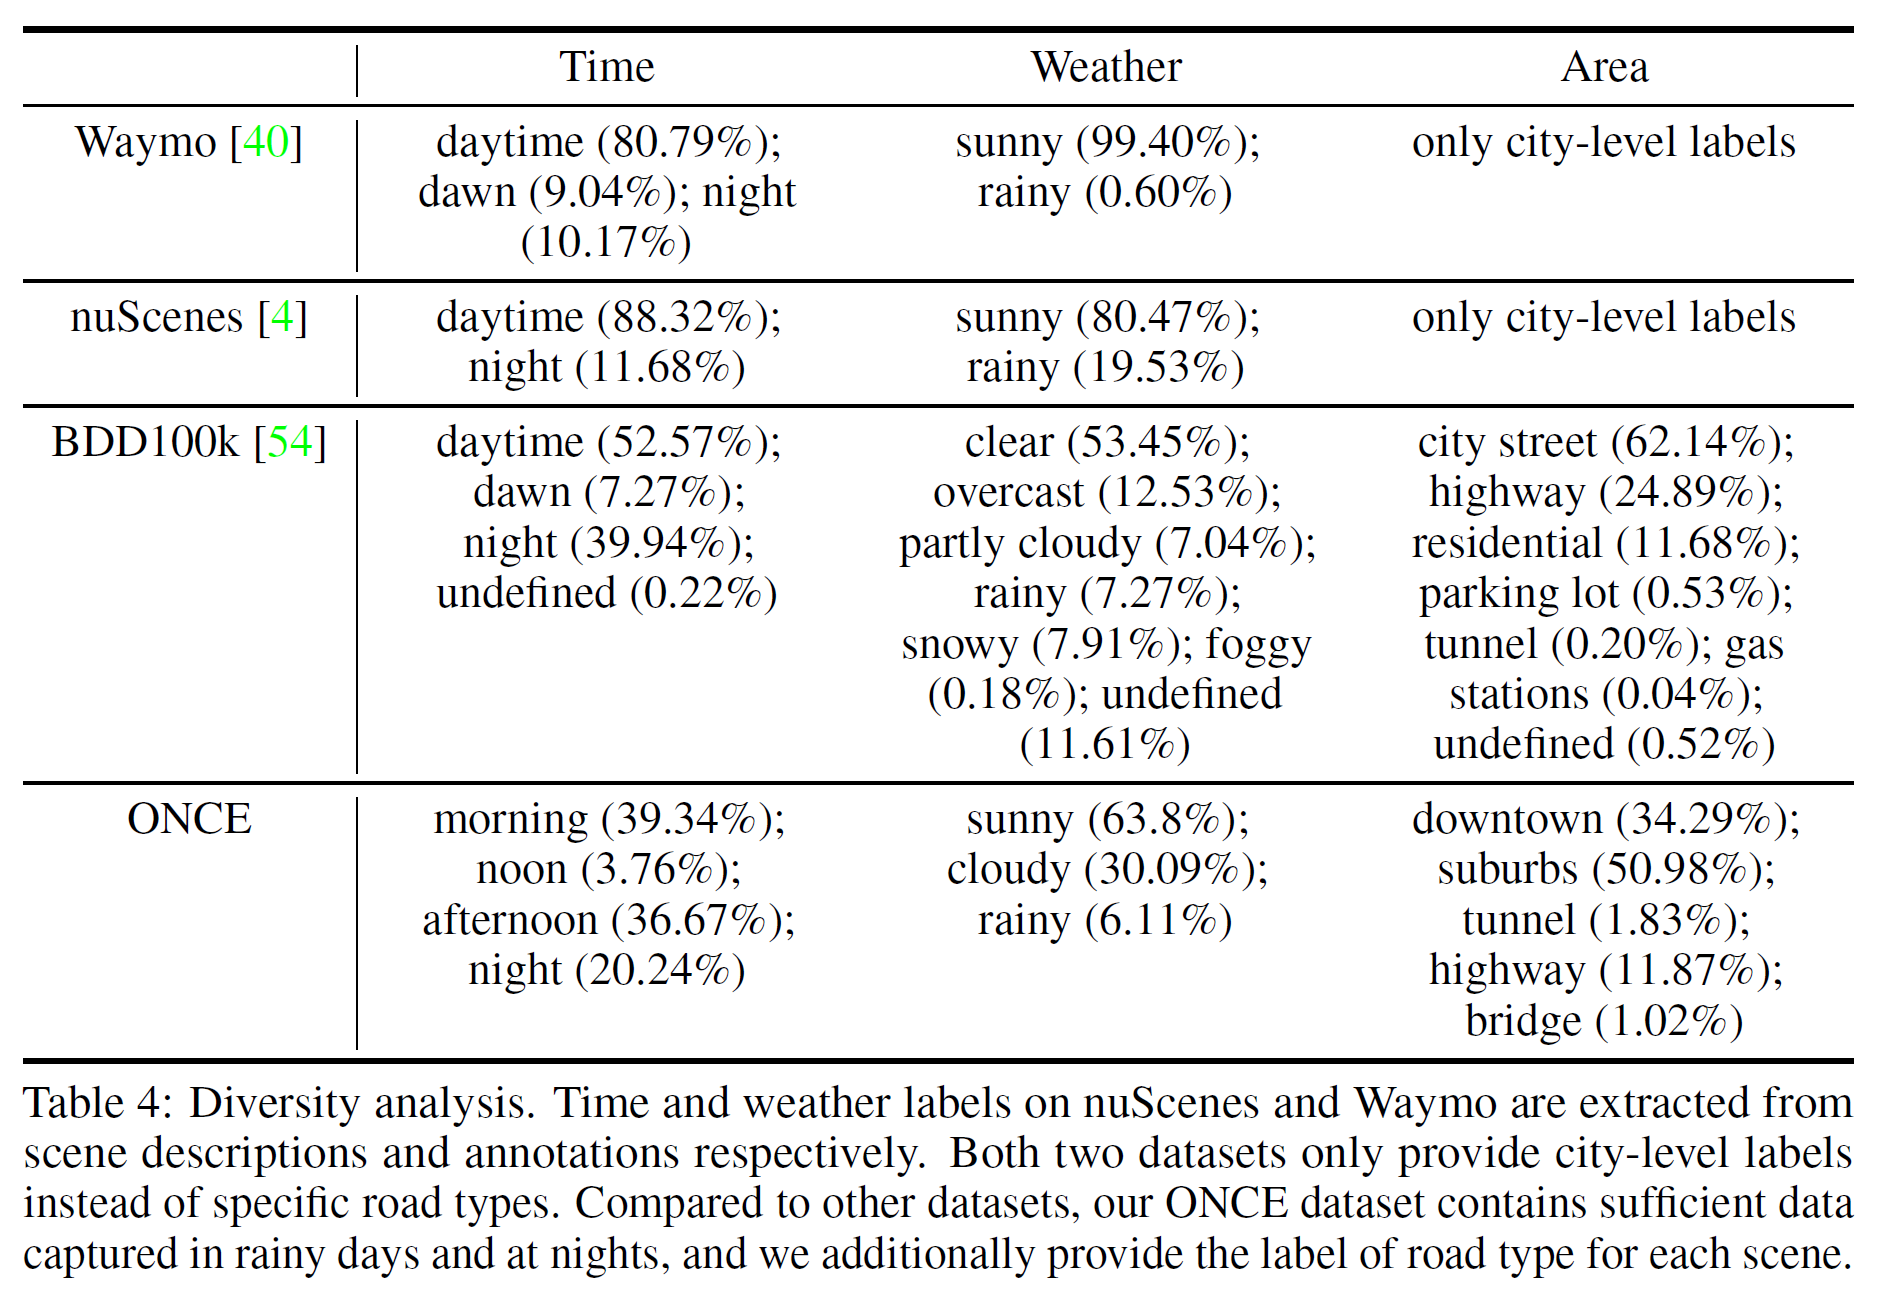 Time Weather Area
Waymo [40] daytime (80.79%); sunny (99.40%); only city-level labels
dawn (9.04%); night rainy (0.60%)
(10.17%)
nuScenes [4] daytime (88.32%); sunny (80.47%); only city-level labels
night (11.68%) rainy (19.53%)
BDD100k [54] daytime (52.57%); clear (53.45%); city street (62.14%);
dawn (7.27%); overcast (12.53%); highway (24.89%);
night (39.94%); partly cloudy (7.04%); residential (11.68%);
undefined (0.22%) rainy (7.27%); parking lot (0.53%);
snowy (7.91%); foggy tunnel (0.20%); gas
(0.18%); undefined stations (0.04%);
(11.61%) undefined (0.52%)
ONCE morning (39.34%); sunny (63.8%); downtown (34.29%);
noon (3.76%); cloudy (30.09%); suburbs (50.98%);
afternoon (36.67%); rainy (6.11%) tunnel (1.83%);
night (20.24%) highway (11.87%);
bridge (1.02%)
Table 4: Diversity analysis. Time and weather labels on nuScenes and Waymo are extracted from
scene descriptions and annotations respectively. Both two datasets only provide city-level labels
instead of specific road types. Compared to other datasets, our ONCE dataset contains sufficient data
captured in rainy days and at nights, and we additionally provide the label of road type for each scene.